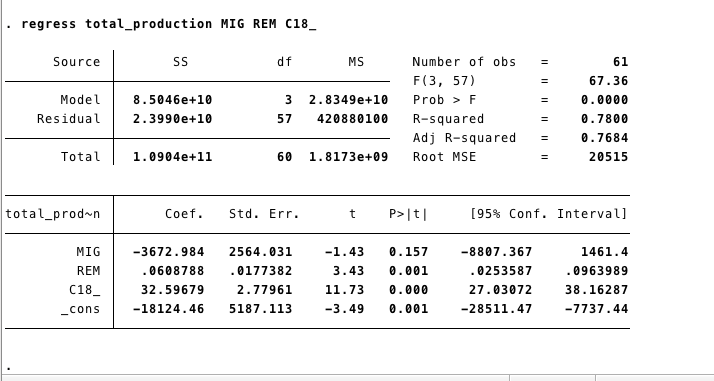 . regress total_production MIG REM C18_
Source SS df MS Number of obs = 61
F(3, 57) = 67.36
Model 8.5046e+10 3 2.8349e+10 Prob > F = 0.0000
Residual 2.3990e+10 57 420880100 R-squared = 0.7800
Adj R-squared = 0.7684
Total 1.0904e+11 60 1.8173e+09 Root MSE = 20515
total_prod~n Coef. Std. Err. t P>|t| [95% Conf. Interval]
MIG -3672.984 2564.031 -1.43 0.157 -8807.367 1461.4
REM .0608788 .0177382 3.43 0.001 .0253587 .0963989
C18_ 32.59679 2.77961 11.73 0.000 27.03072 38.16287
_cons -18124.46 5187.113 -3.49 0.001 -28511.47 -7737.44
.